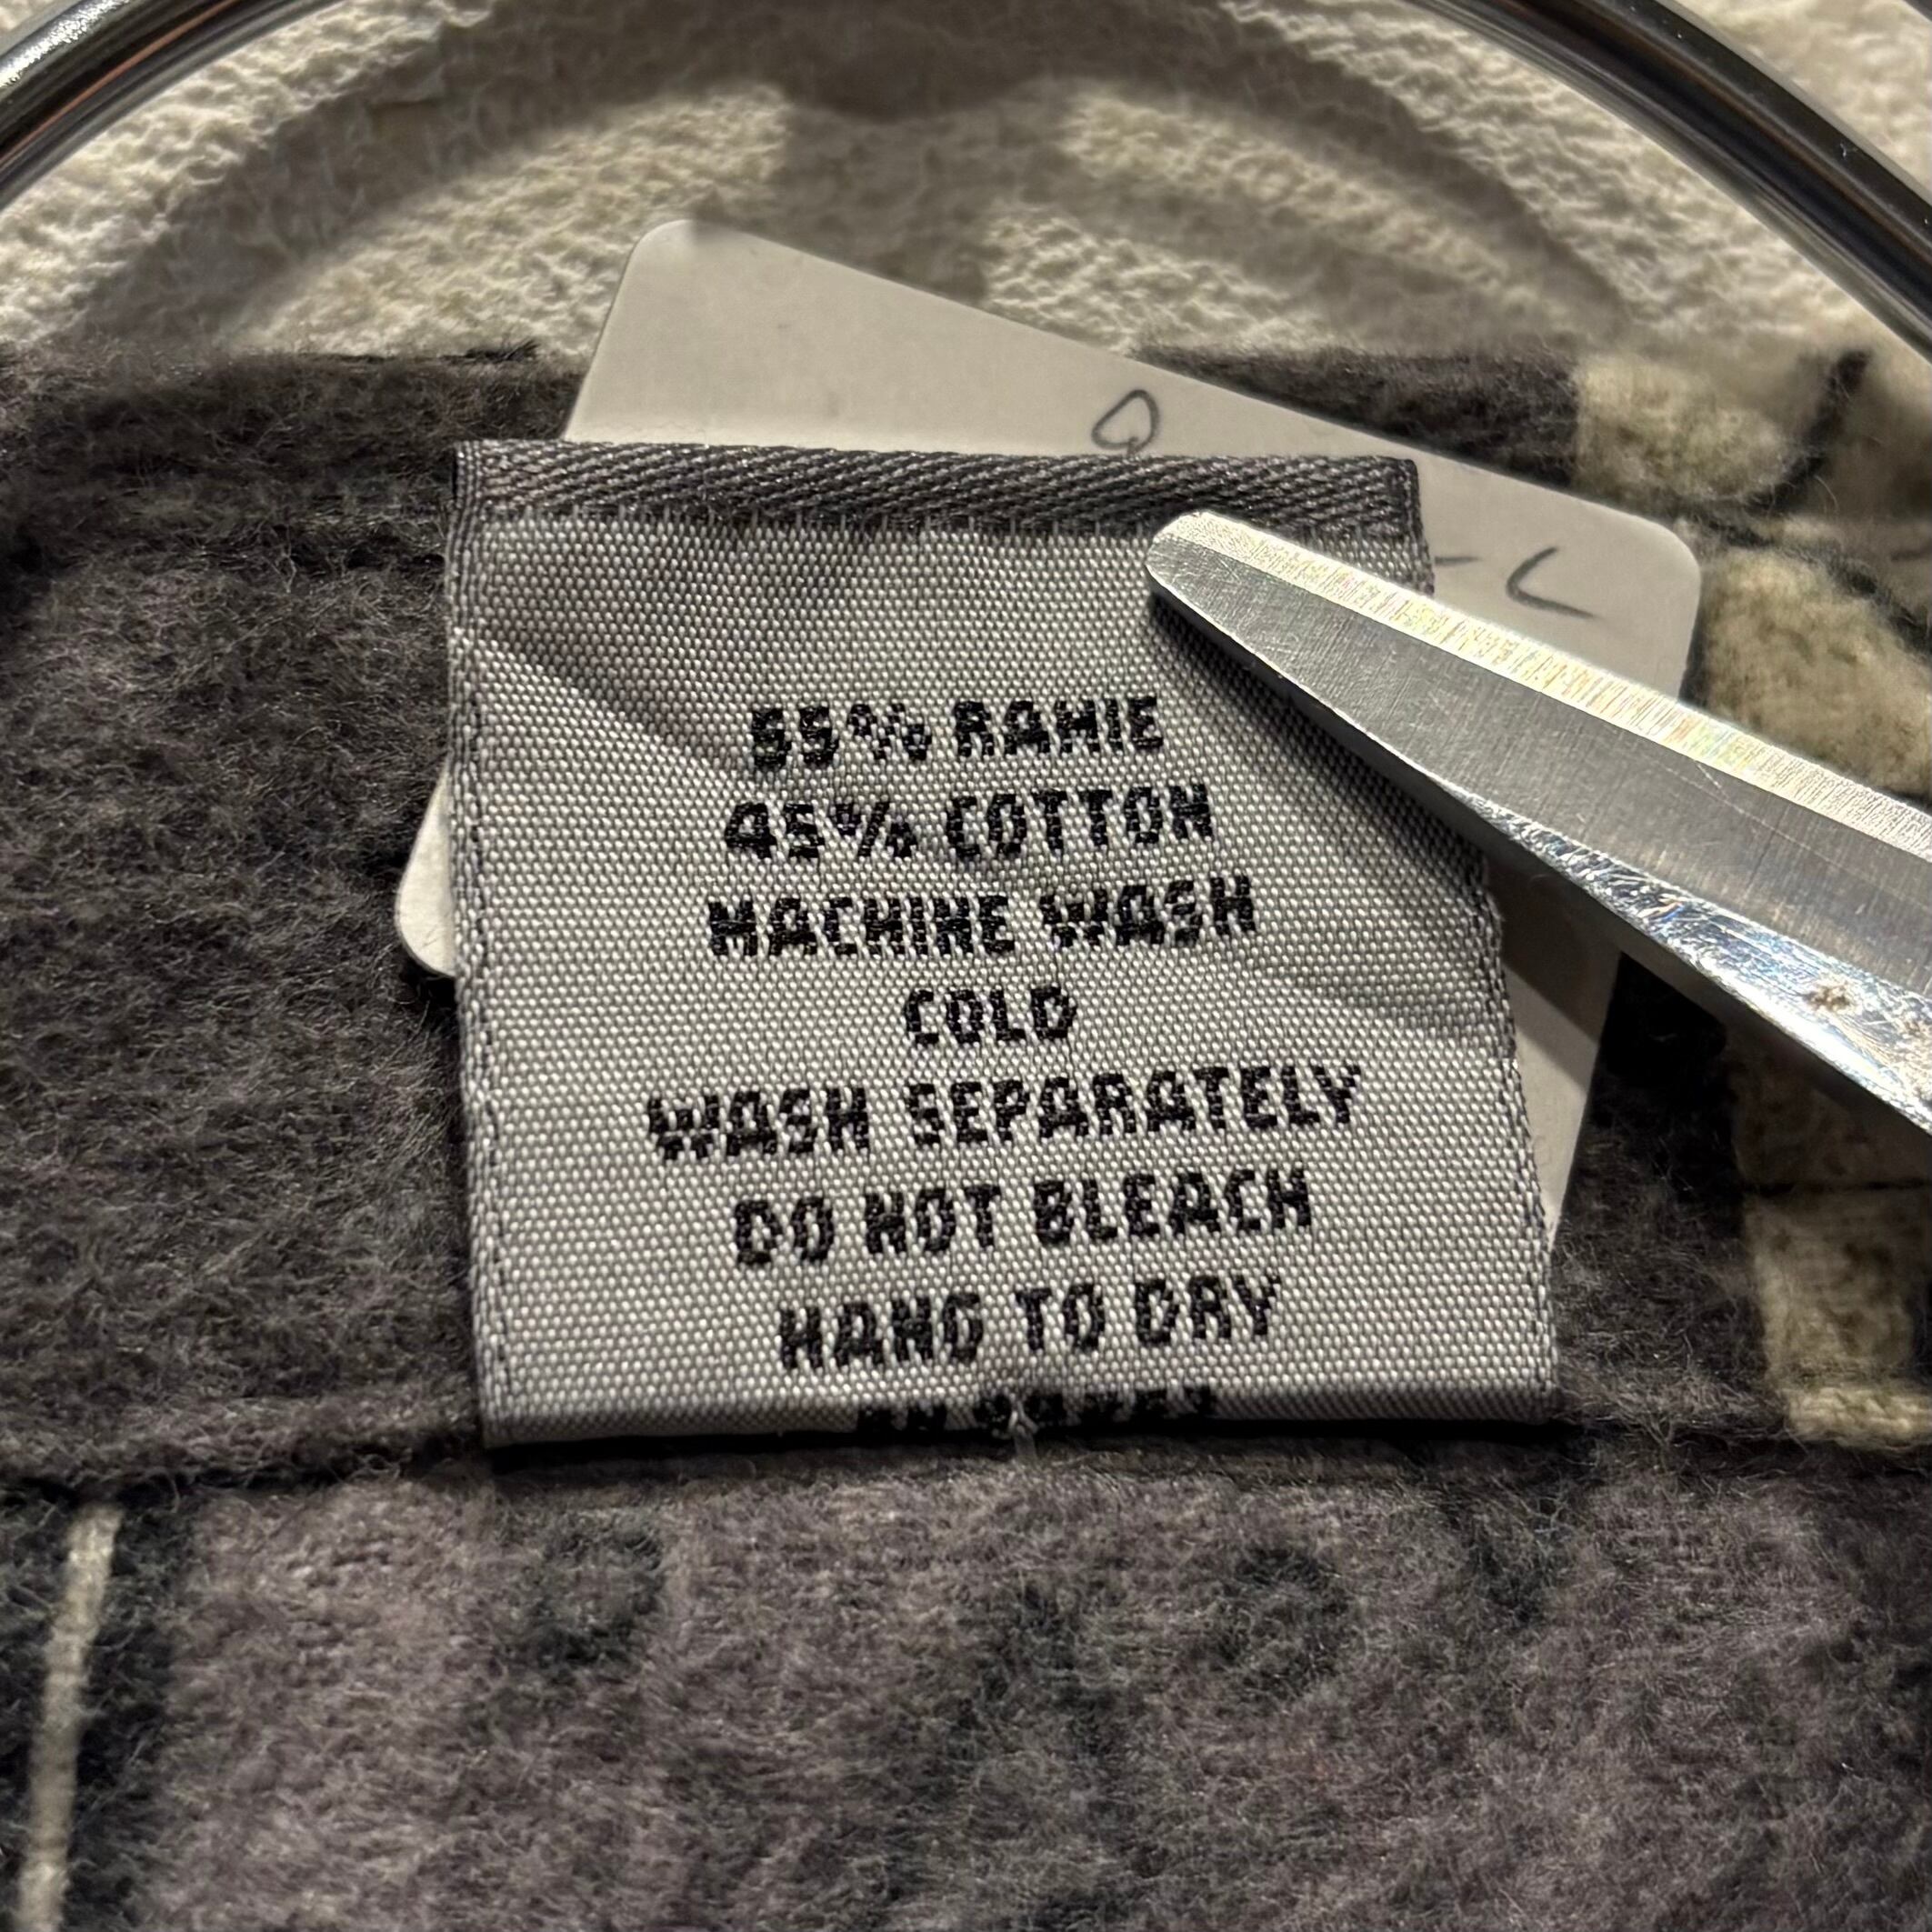 55% RAMIE
45% COTTON
MACHINE WASH
COLD
WASH SEPARATELY
DO NOT BLEACH
HANG TO DRY